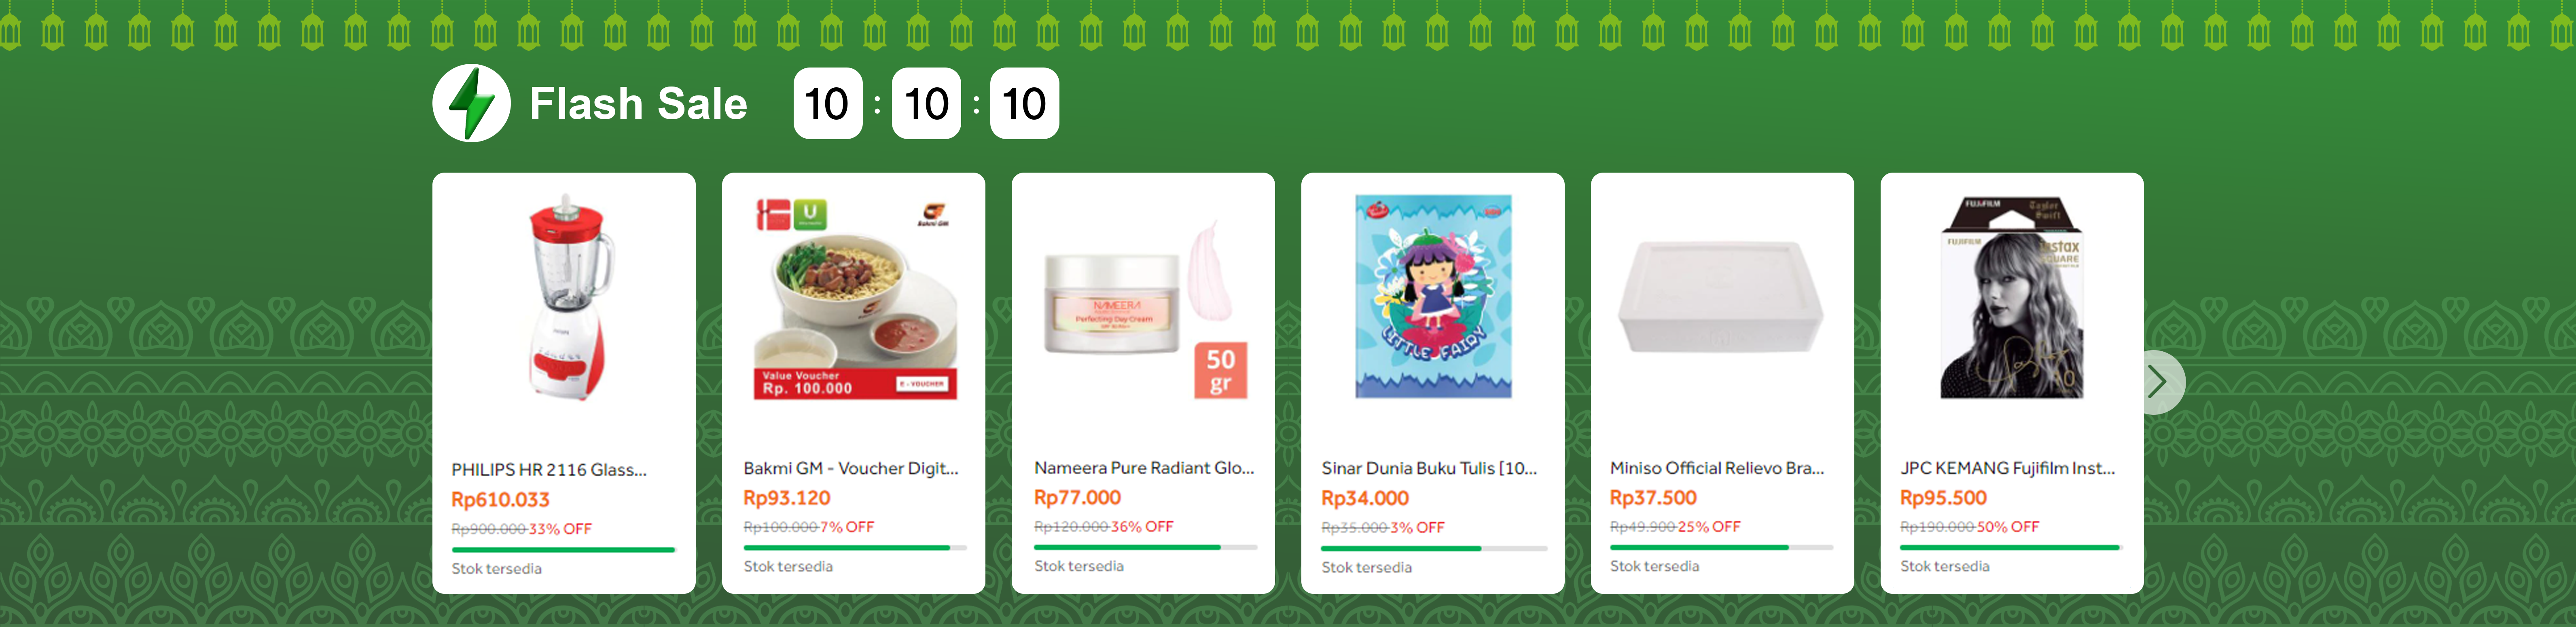 Flash Sale 10 : 10 : 10
Bakmi GM
Value Voucher
Rp. 100.000
E - VOUCHER
NAMEERA
Perfecting Day Cream
50
gr
LITTLE FAIRY
FUJIFILM
Taylor
Swift
FUJIFILM
instax
SQUARE
PHILIPS HR 2116 Glass...
Rp610.033
Rp900.000 33% OFF
Stok tersedia
Bakmi GM - Voucher Digit...
Rp93.120
Rp100.000 7% OFF
Stok tersedia
Nameera Pure Radiant Glo...
Rp77.000
Rp120.000 36% OFF
Stok tersedia
Sinar Dunia Buku Tulis [10...
Rp34.000
Rp35.000 3% OFF
Stok tersedia
Miniso Official Relievo Bra...
Rp37.500
Rp49.900 25% OFF
Stok tersedia
JPC KEMANG Fujifilm Inst...
Rp95.500
Rp190.000 50% OFF
Stok tersedia